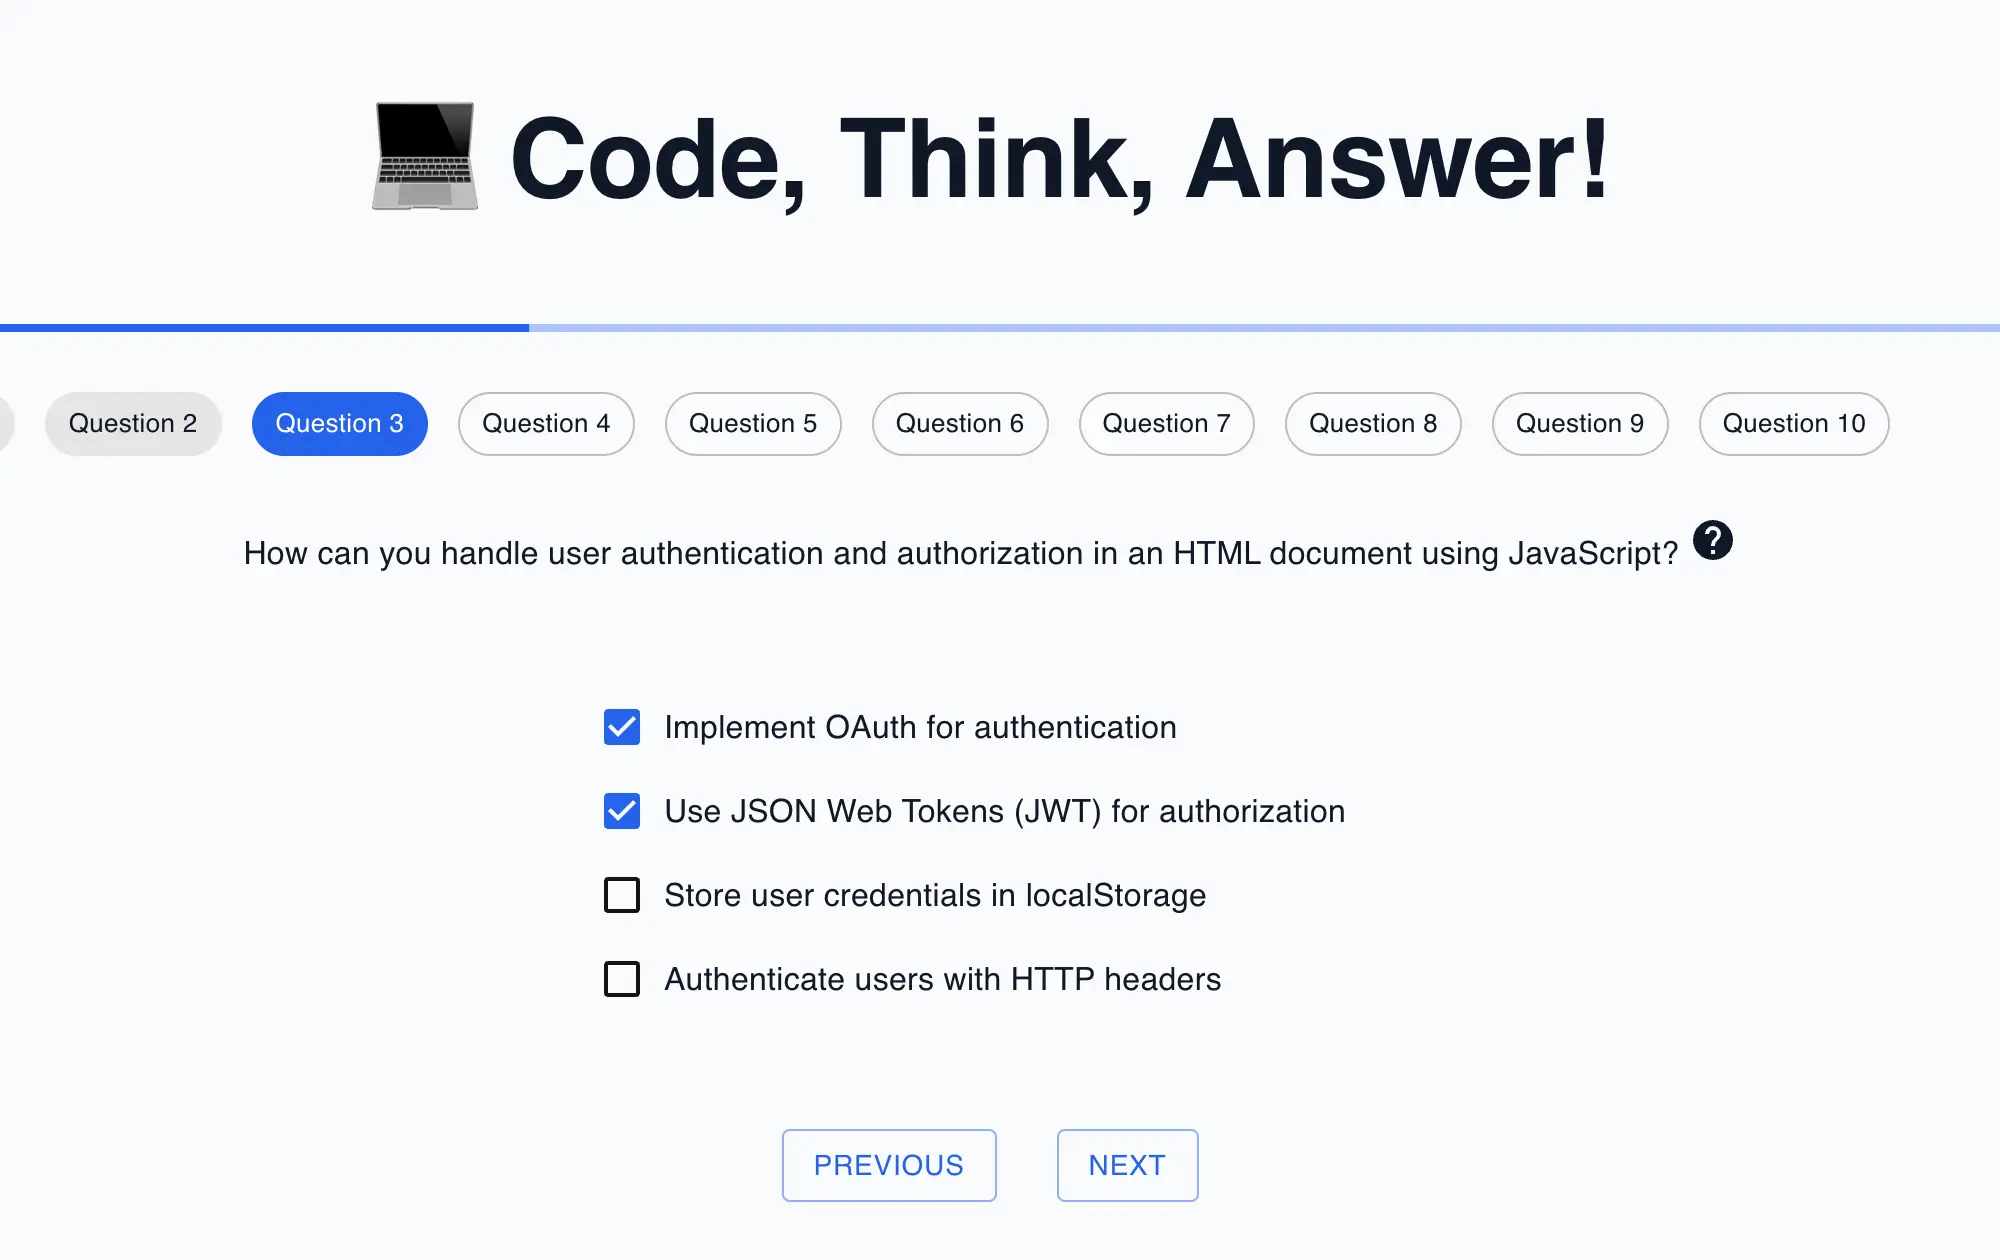 Code, Think, Answer!
Question 2 Question 3 Question 4 Question 5 Question 6 Question 7 Question 8 Question 9 Question 10
How can you handle user authentication and authorization in an HTML document using JavaScript? ?
Implement OAuth for authentication
Use JSON Web Tokens (JWT) for authorization
Store user credentials in localStorage
Authenticate users with HTTP headers
PREVIOUS NEXT